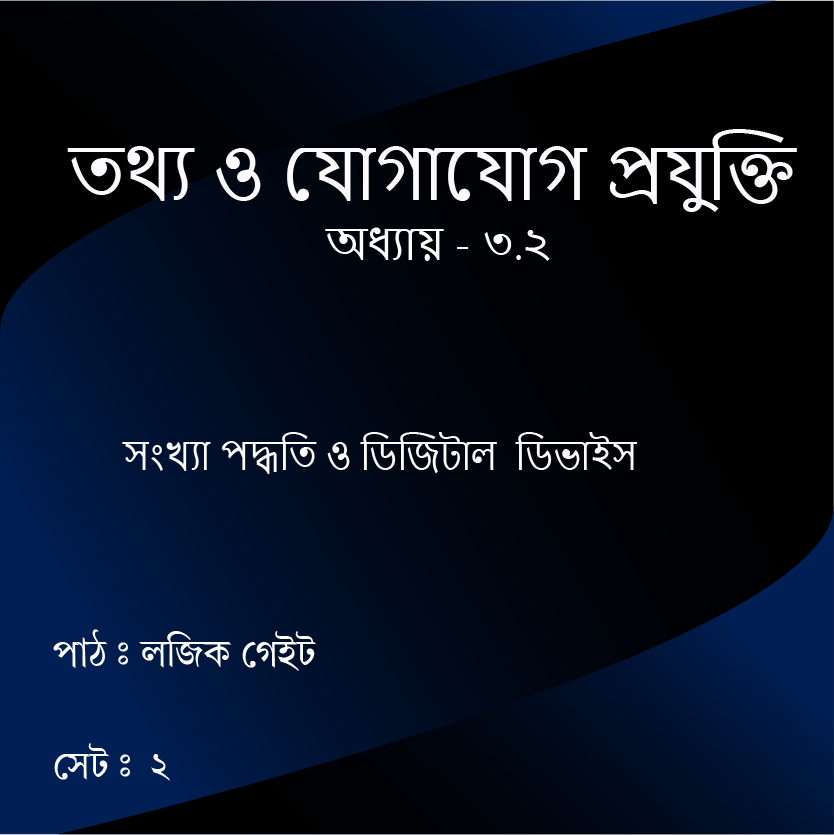 তথ্য ও যোগাযোগ প্রযুক্তি
অধ্যায় - ৩.২
সংখ্যা পদ্ধতি ও ডিজিটাল ডিভাইস
পাঠ ঃ লজিক গেইট
সেট ঃ ২